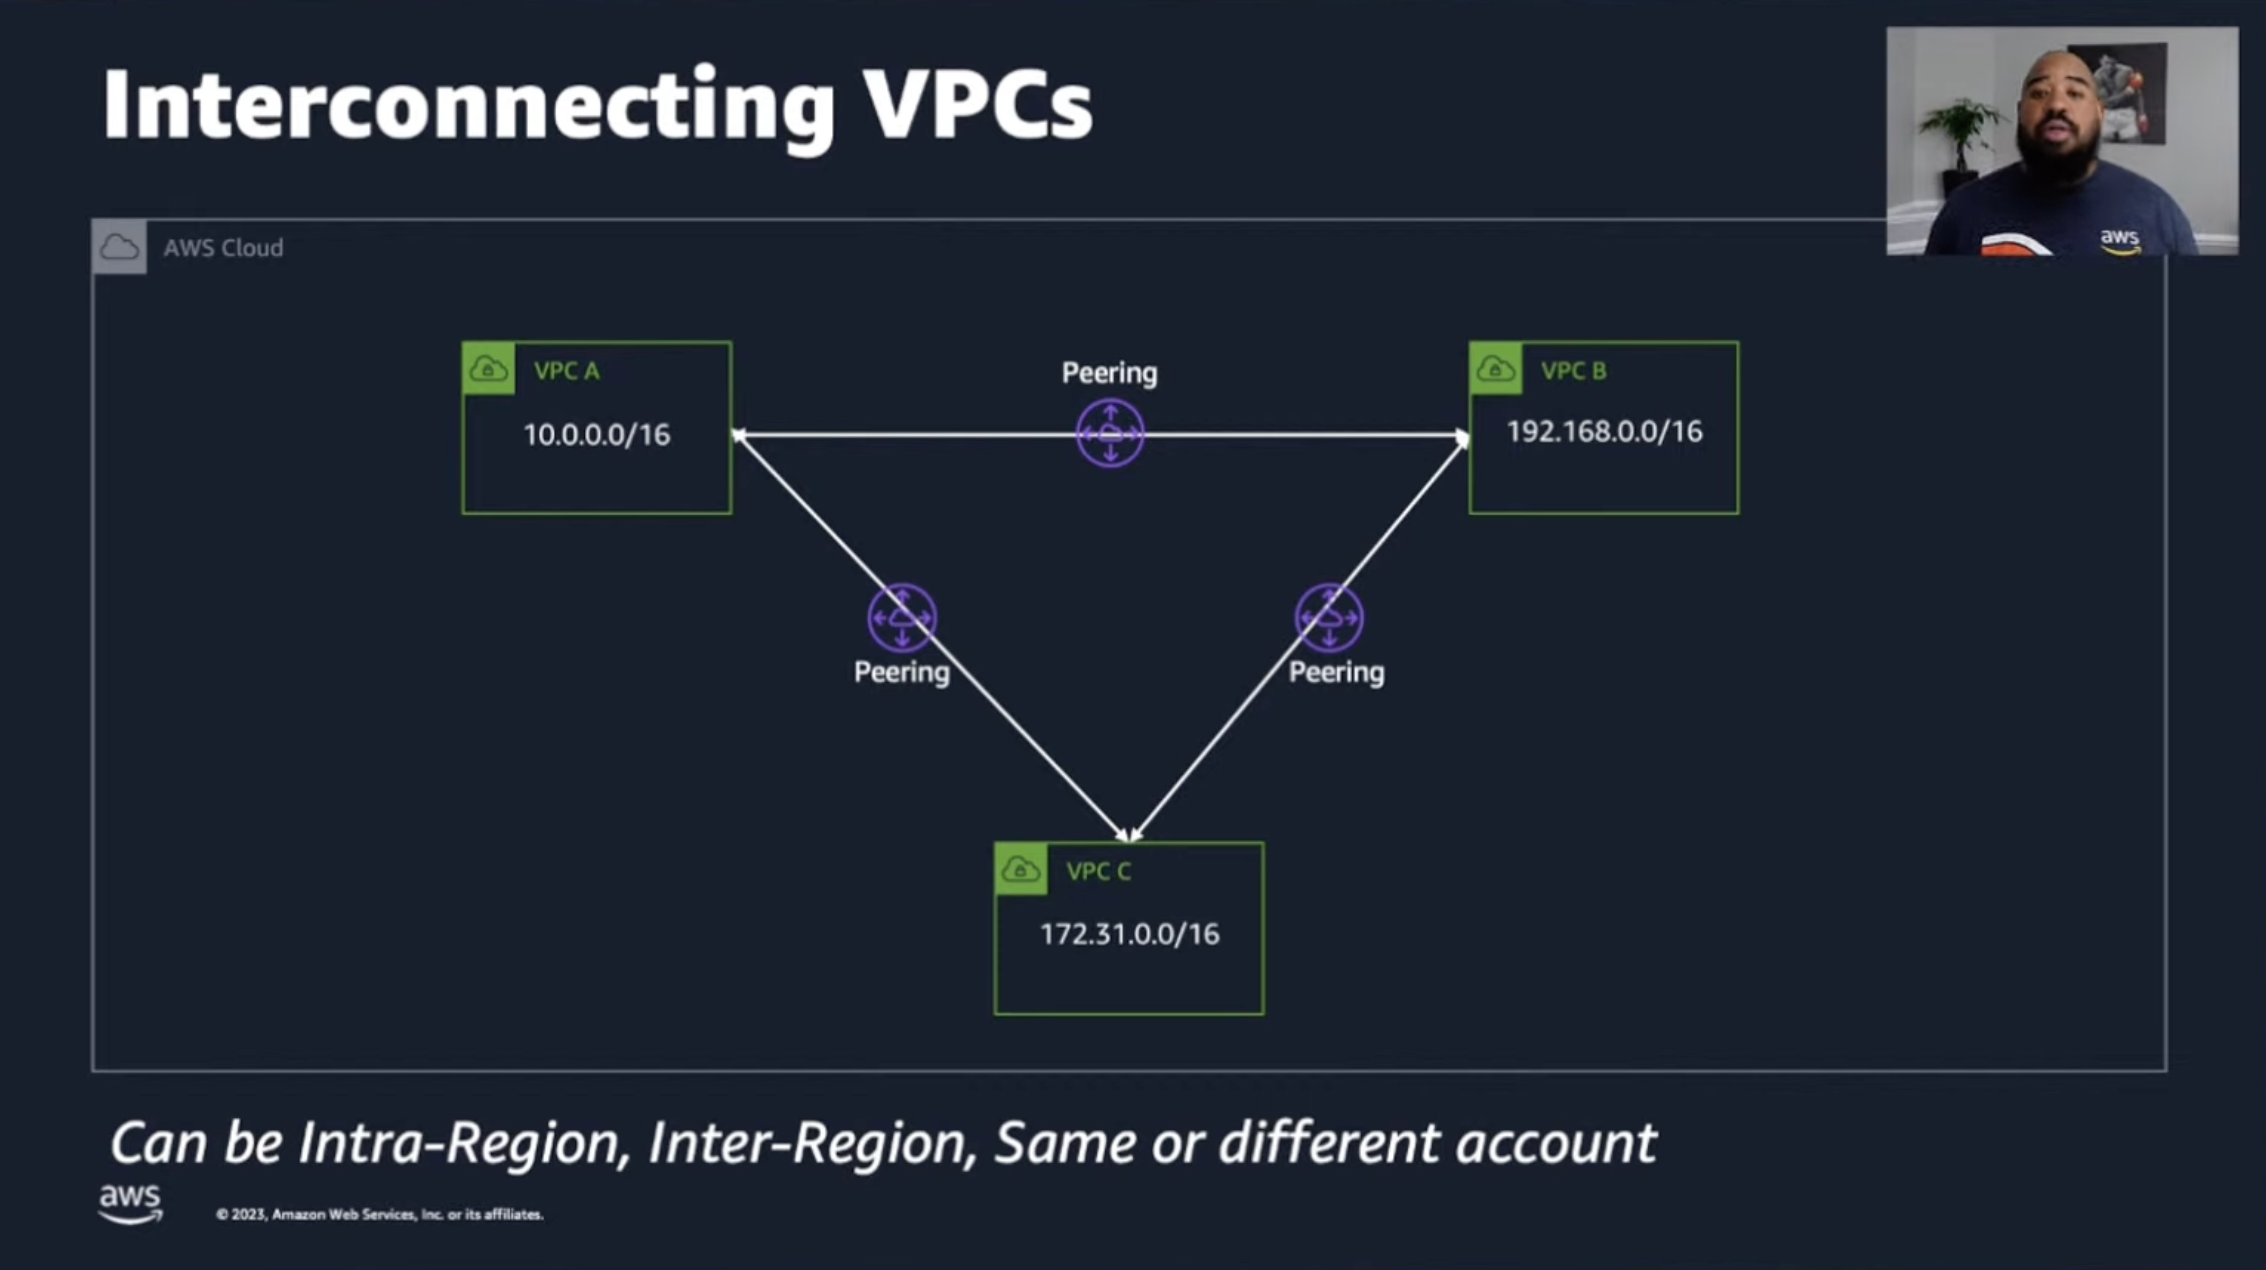 Interconnecting VPCs
aws
AWS Cloud
VPC A
10.0.0.0/16
Peering
VPC B
192.168.0.0/16
Peering
Peering
VPC C
172.31.0.0/16
Can be Intra-Region, Inter-Region, Same or different account
aws
© 2023, Amazon Web Services, Inc. or its affiliates.